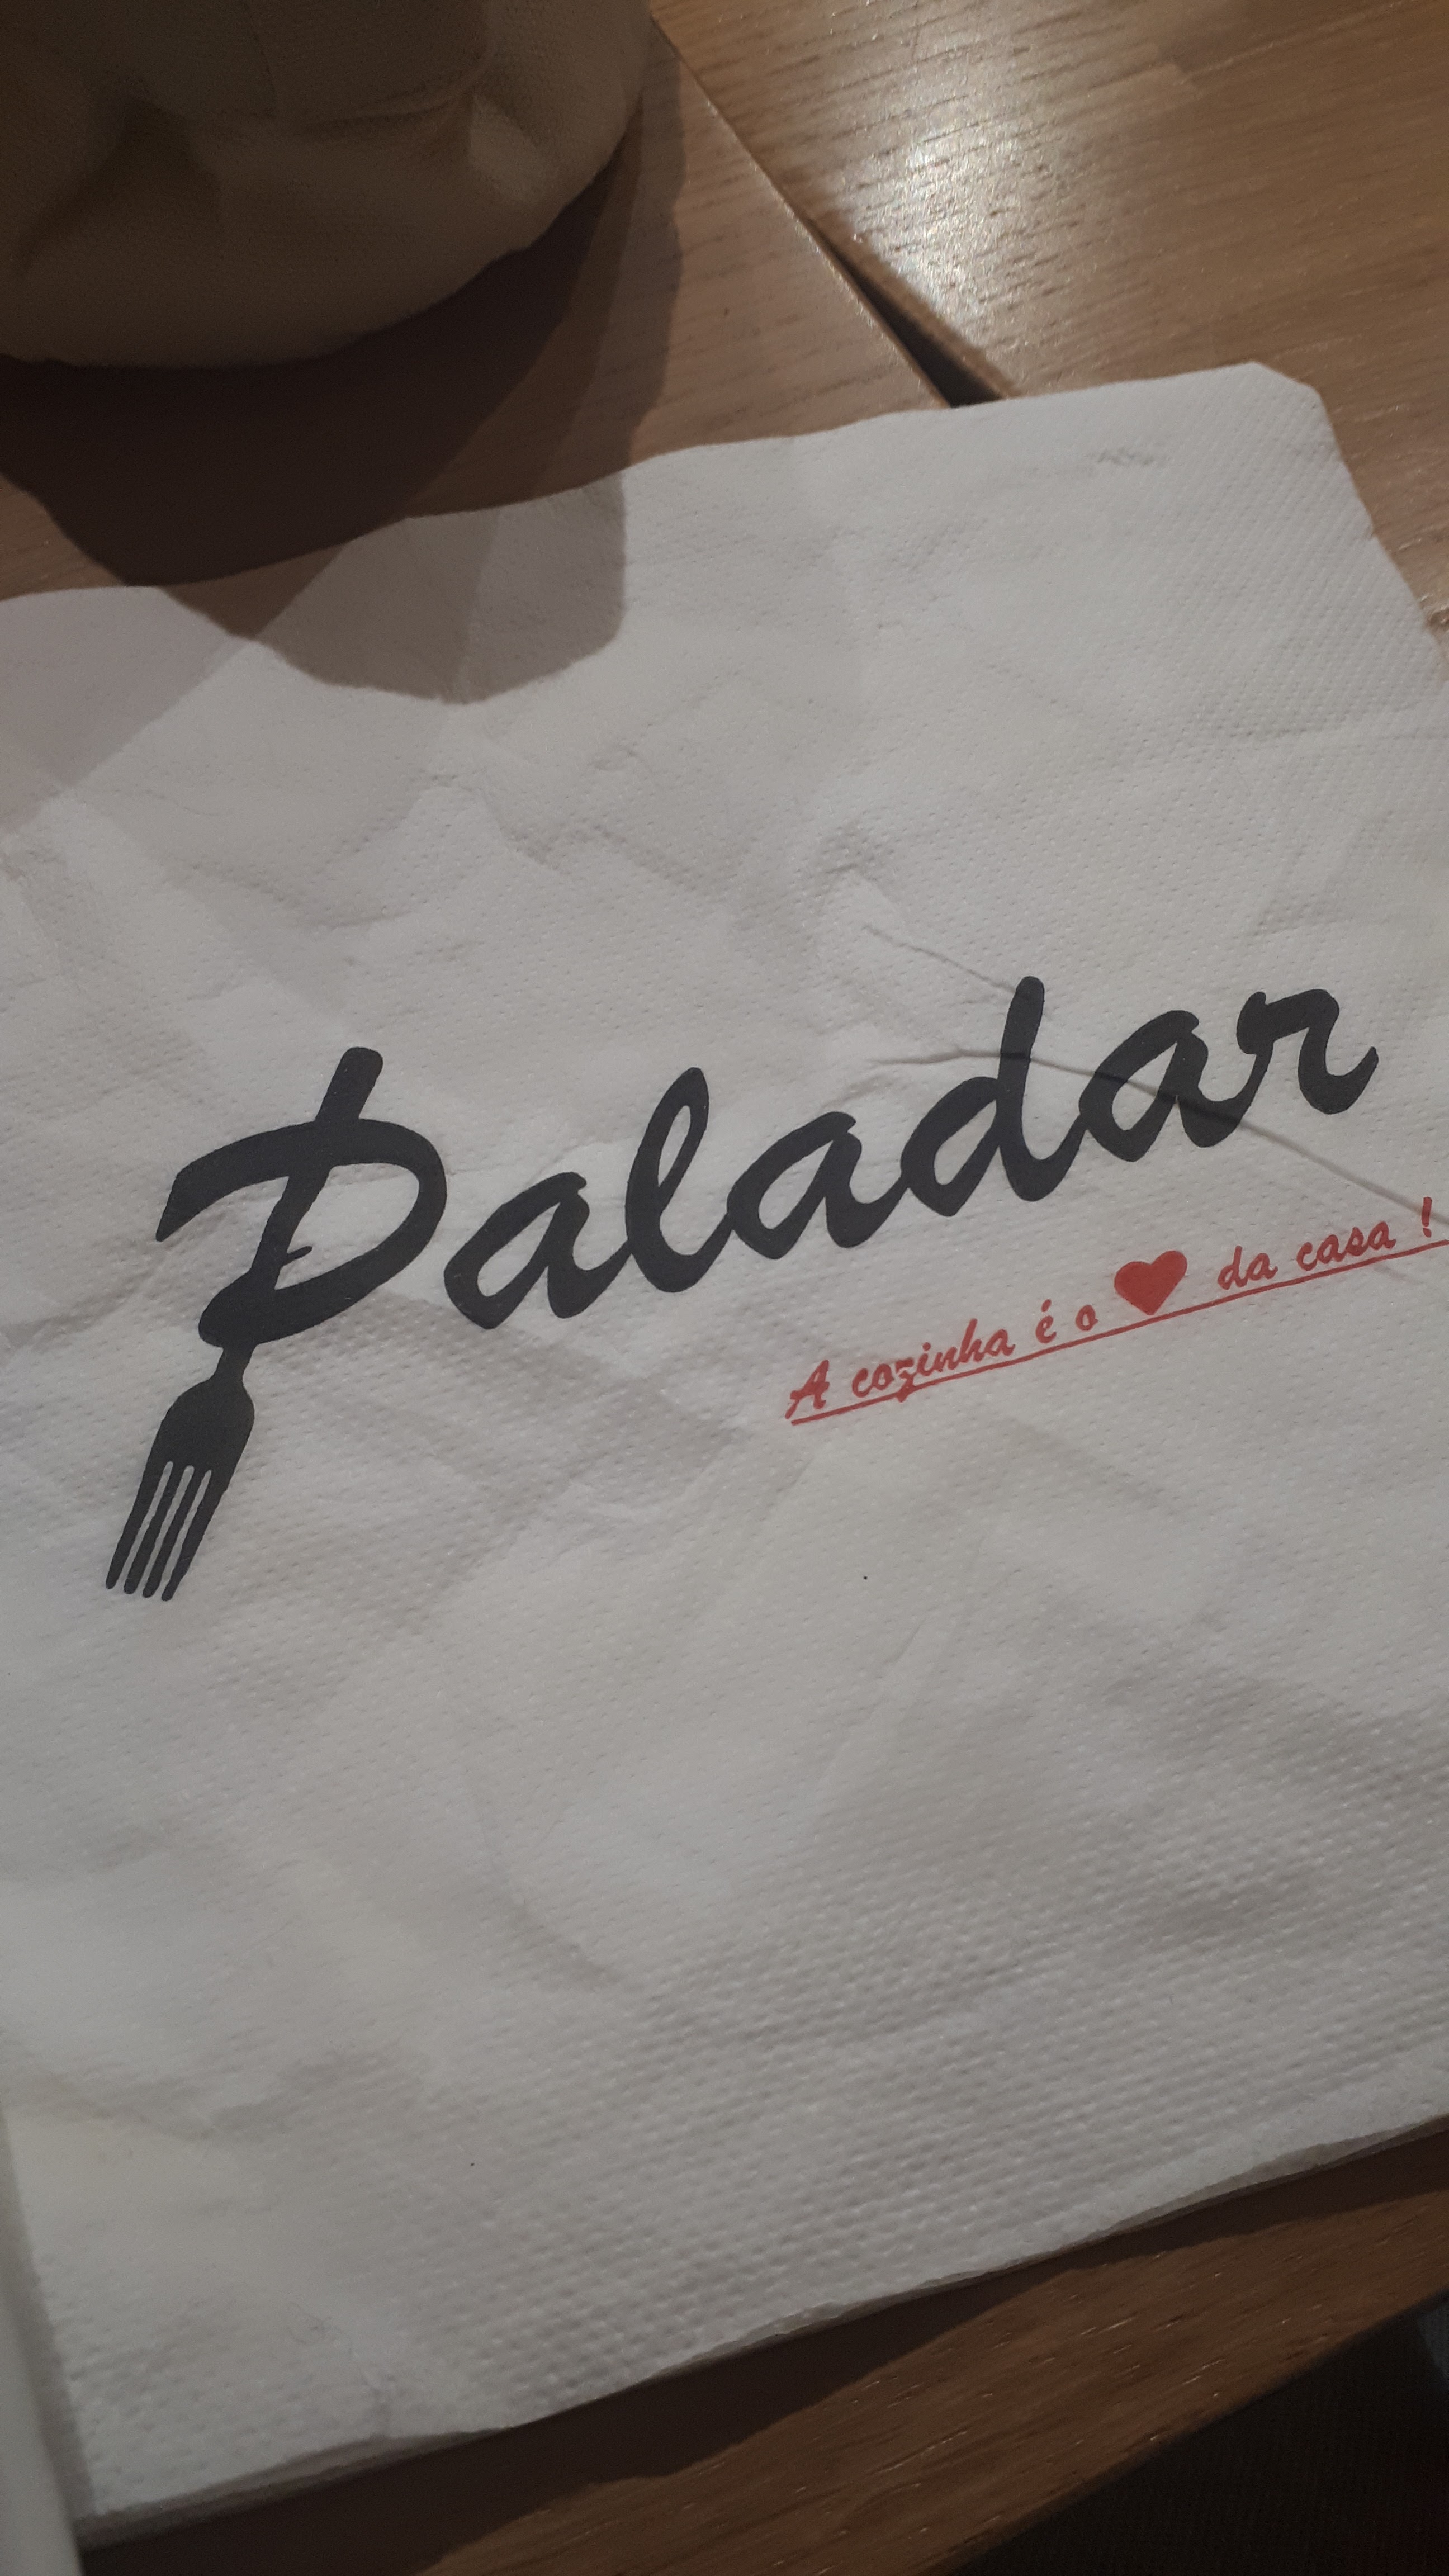 Paladar
A cozinha é o ❤ da casa !